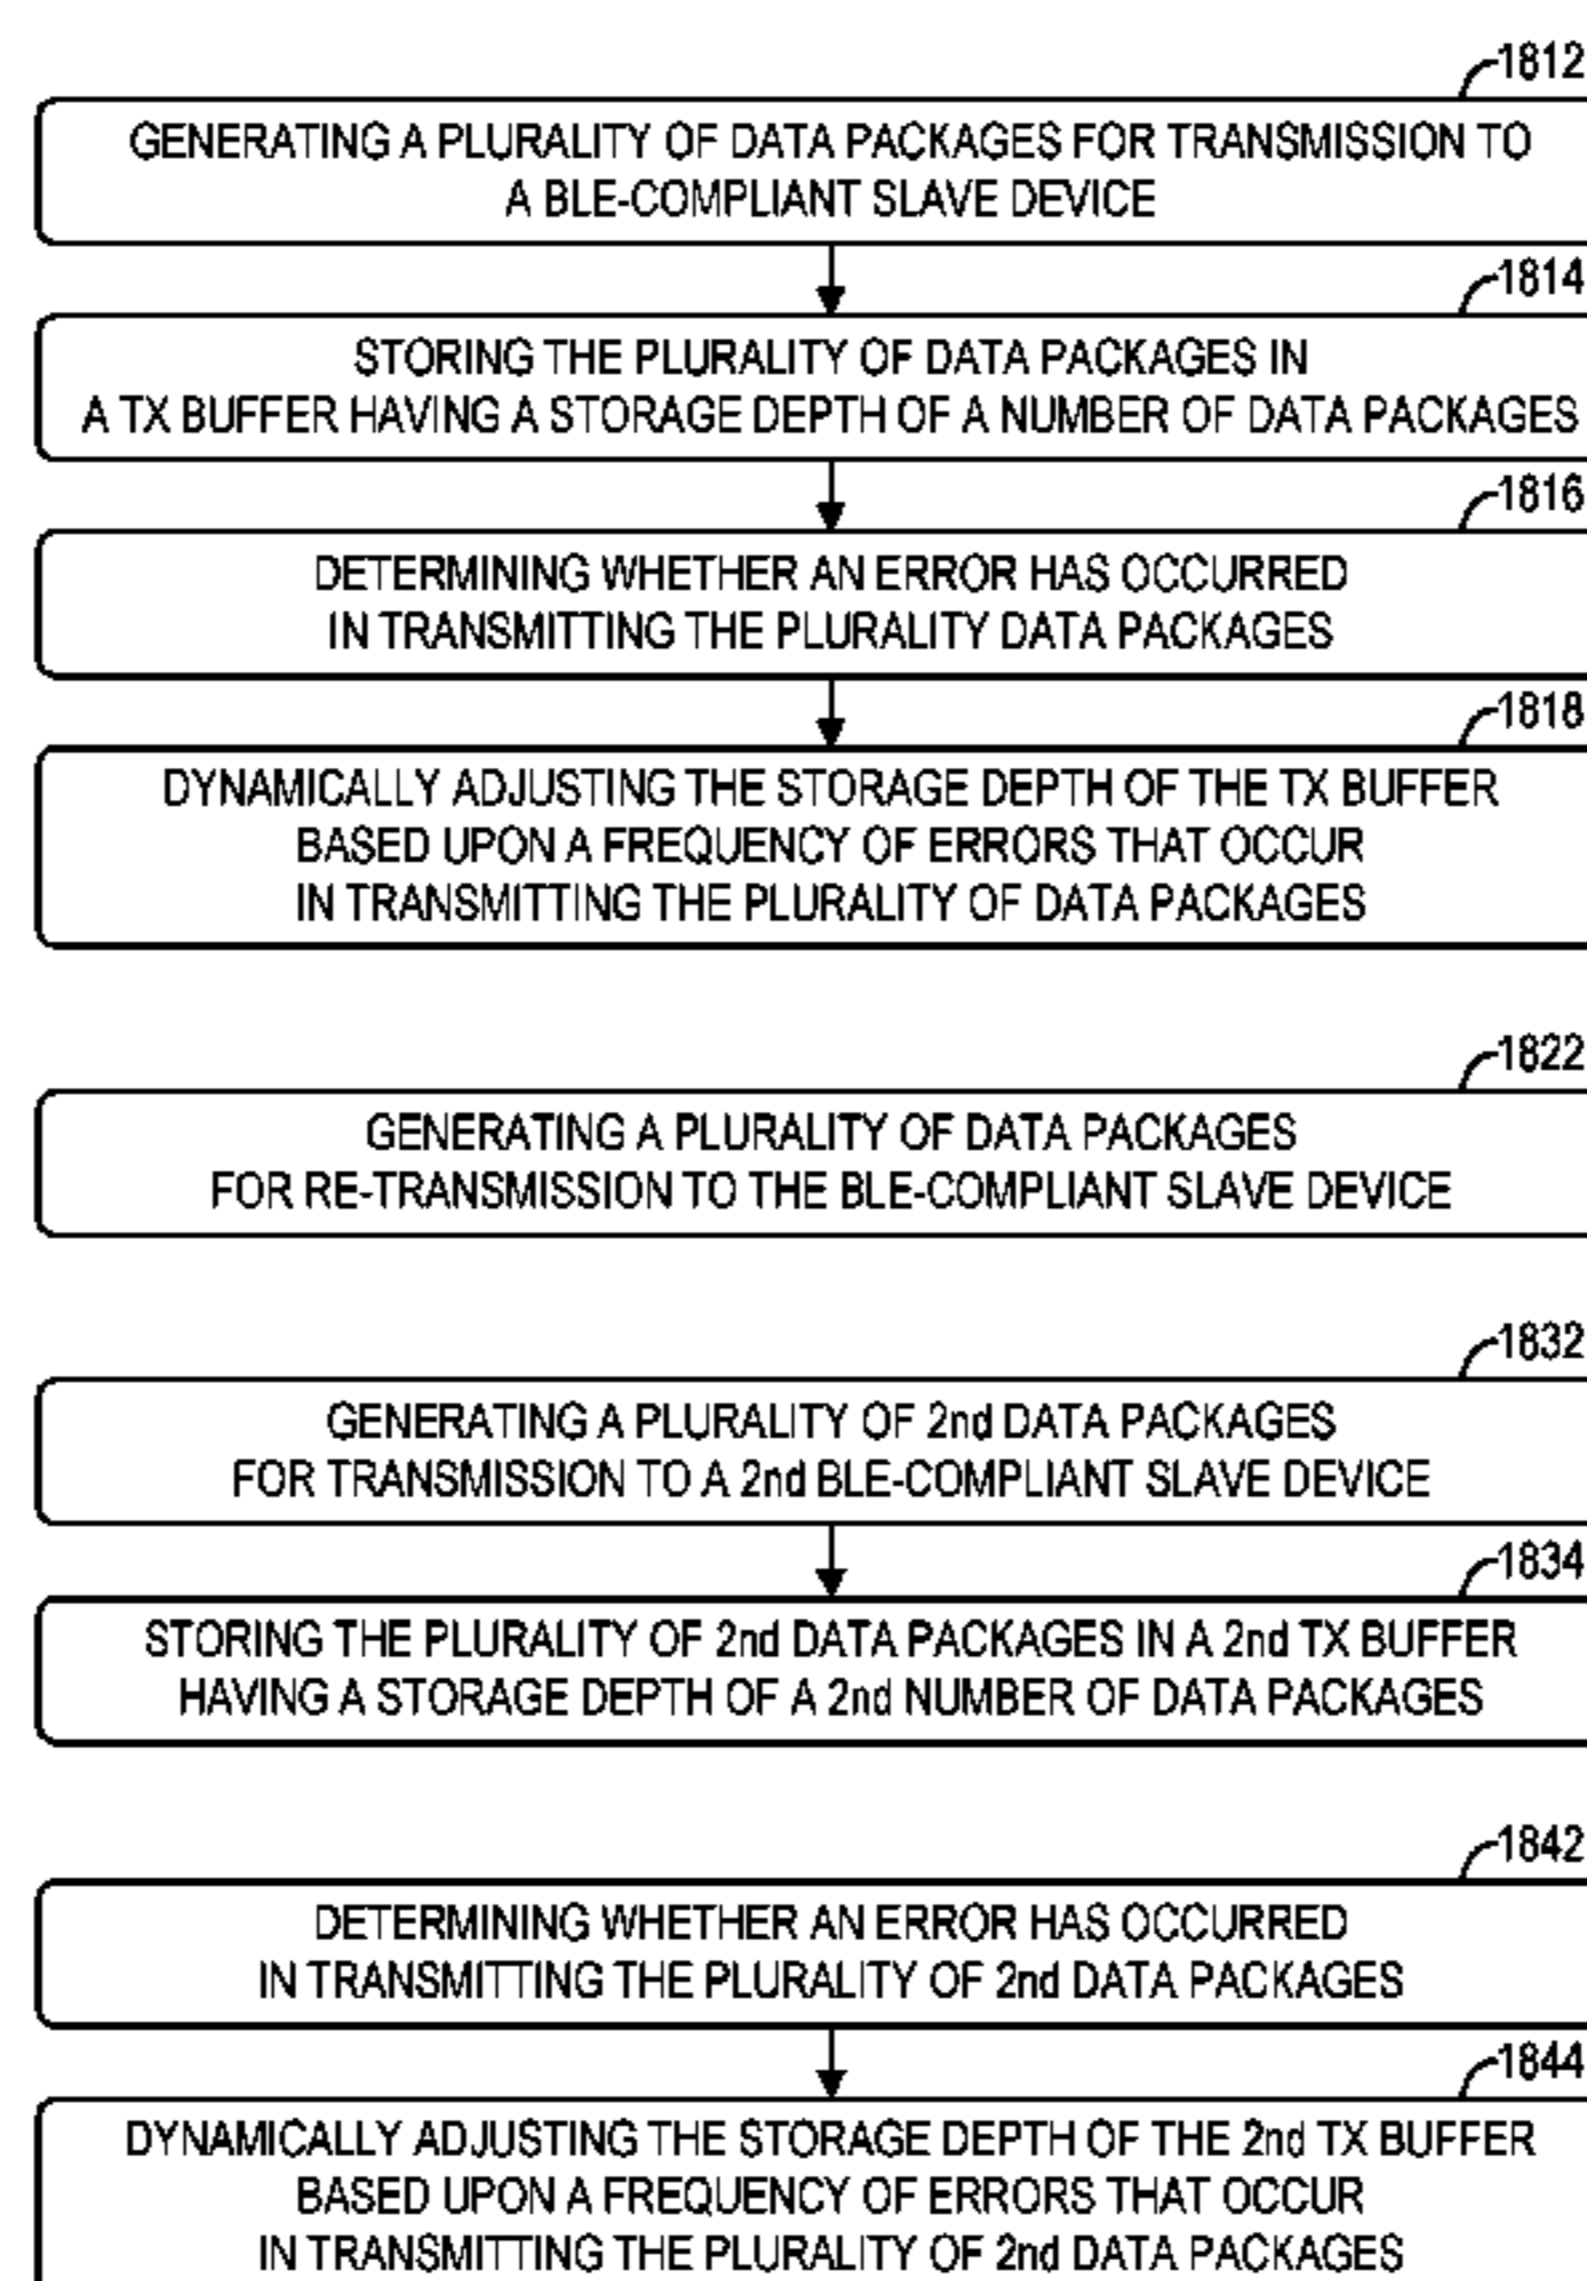 1812
GENERATING A PLURALITY OF DATA PACKAGES FOR TRANSMISSION TO
A BLE-COMPLIANT SLAVE DEVICE
1814
STORING THE PLURALITY OF DATA PACKAGES IN
A TX BUFFER HAVING A STORAGE DEPTH OF A NUMBER OF DATA PACKAGES
1816
DETERMINING WHETHER AN ERROR HAS OCCURRED
IN TRANSMITTING THE PLURALITY DATA PACKAGES
1818
DYNAMICALLY ADJUSTING THE STORAGE DEPTH OF THE TX BUFFER
BASED UPON A FREQUENCY OF ERRORS THAT OCCUR
IN TRANSMITTING THE PLURALITY OF DATA PACKAGES
1822
GENERATING A PLURALITY OF DATA PACKAGES
FOR RE-TRANSMISSION TO THE BLE-COMPLIANT SLAVE DEVICE
1832
GENERATING A PLURALITY OF 2nd DATA PACKAGES
FOR TRANSMISSION TO A 2nd BLE-COMPLIANT SLAVE DEVICE
1834
STORING THE PLURALITY OF 2nd DATA PACKAGES IN A 2nd TX BUFFER
HAVING A STORAGE DEPTH OF A 2nd NUMBER OF DATA PACKAGES
1842
DETERMINING WHETHER AN ERROR HAS OCCURRED
IN TRANSMITTING THE PLURALITY OF 2nd DATA PACKAGES
1844
DYNAMICALLY ADJUSTING THE STORAGE DEPTH OF THE 2nd TX BUFFER
BASED UPON A FREQUENCY OF ERRORS THAT OCCUR
IN TRANSMITTING THE PLURALITY OF 2nd DATA PACKAGES